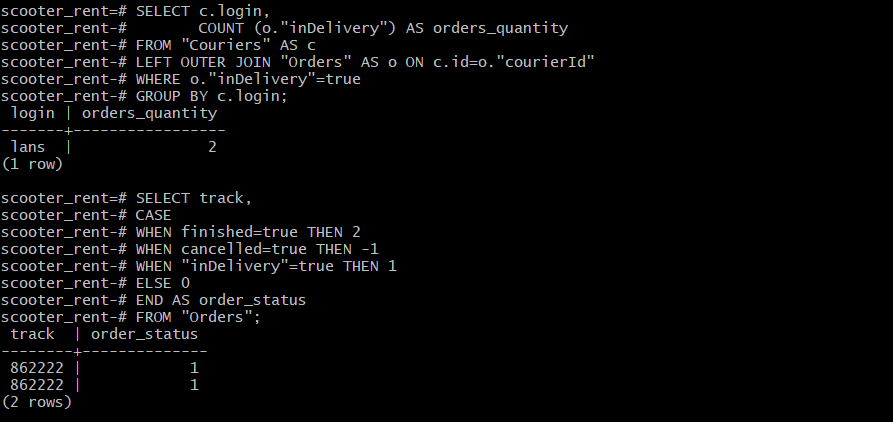 scooter_rent=# SELECT c.login,
scooter_rent-#        COUNT (o."inDelivery") AS orders_quantity
scooter_rent-# FROM "Couriers" AS c
scooter_rent-# LEFT OUTER JOIN "Orders" AS o ON c.id=o."courierId"
scooter_rent-# WHERE o."inDelivery"=true
scooter_rent-# GROUP BY c.login;
 login | orders_quantity
-------+-----------------
 lans  |               2
(1 row)

scooter_rent=# SELECT track,
scooter_rent-# CASE
scooter_rent-# WHEN finished=true THEN 2
scooter_rent-# WHEN cancelled=true THEN -1
scooter_rent-# WHEN "inDelivery"=true THEN 1
scooter_rent-# ELSE 0
scooter_rent-# END AS order_status
scooter_rent-# FROM "Orders";
 track  | order_status
--------+--------------
 862222 |            1
 862222 |            1
(2 rows)